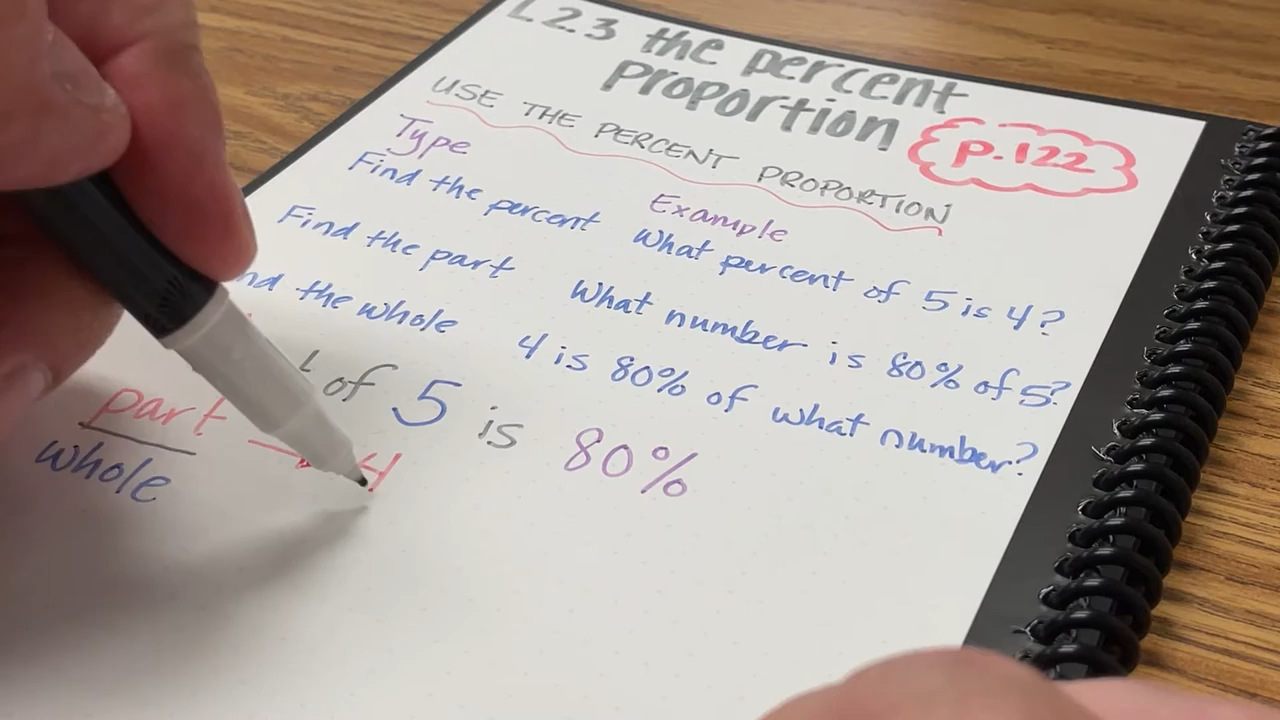 L 2.3 the percent
proportion
p.122
USE THE PERCENT PROPORTION
Type
Example
Find the percent What percent of 5 is 4?
Find the part What number is 80% of 5?
the whole 4 is 80% of what number?
of 5 is 80%
part → 4
whole